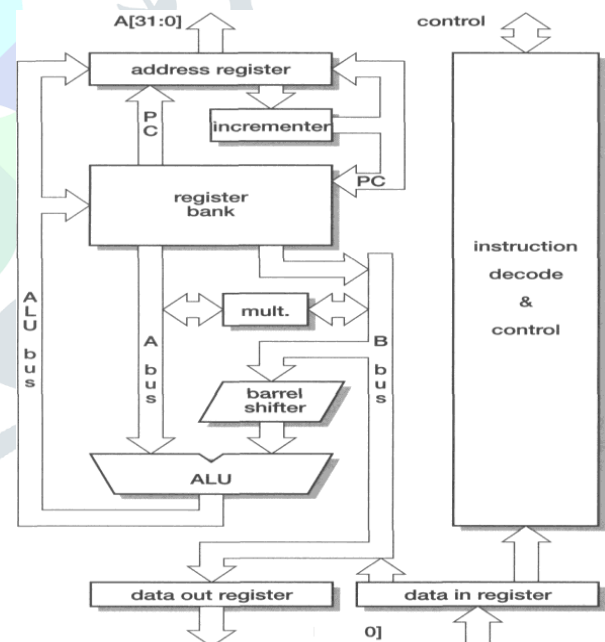 A[31:0]
control
address register
P
C
incrementer
PC
register
bank
instruction
decode
&
control
A
L
U
b
u
s
A
b
u
s
mult.
B
b
u
s
barrel
shifter
ALU
data out register
data in register
0]